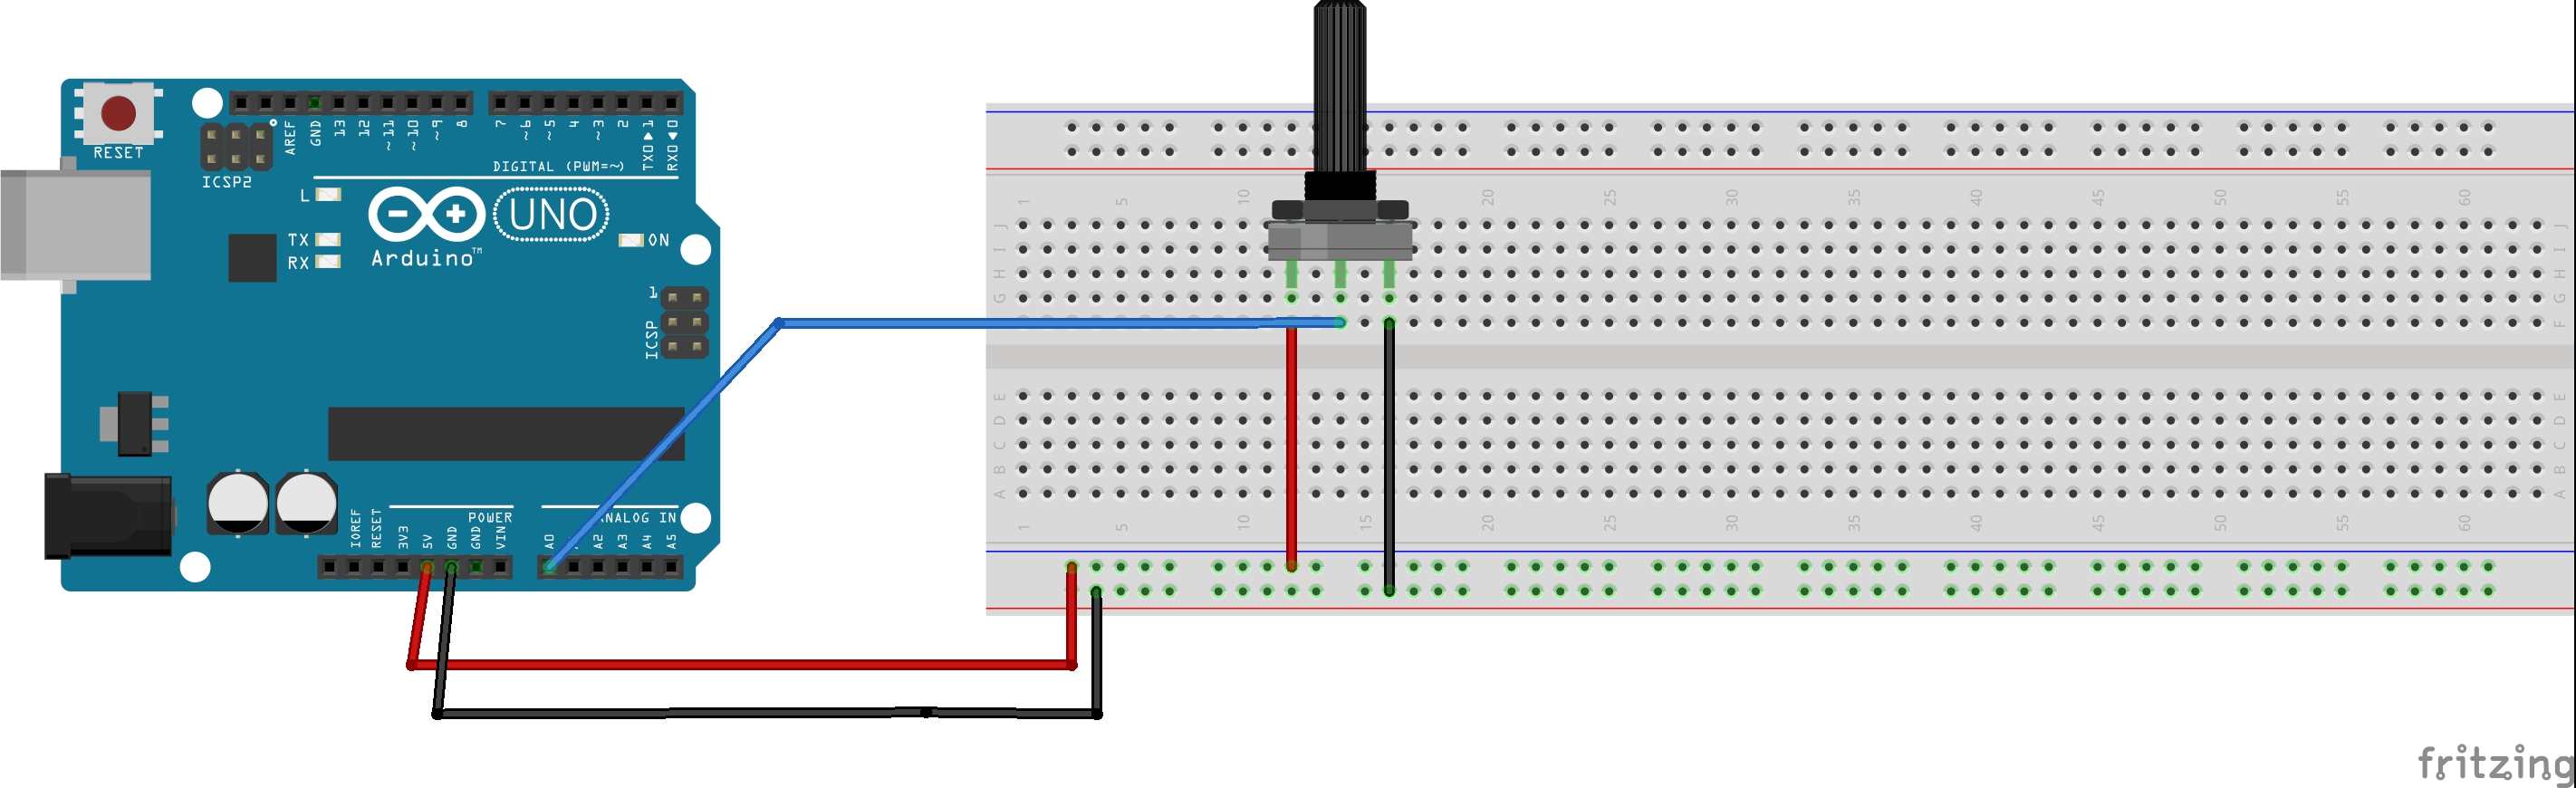 RESET
ICSP2
AREF
GND
13
12
~11
~10
~9
8
7
~6
~5
4
~3
2
TX0▶1
RX0◀0
DIGITAL (PWM=~)
L
TX
RX
Arduino™
UNO
ON
1
ICSP
IOREF
RESET
3V3
5V
GND
GND
VIN
POWER
A0
A2
A3
A4
A5
NALOG IN
1 5 10 15 20 25 30 35 40 45 50 55 60
J J
I I
H H
G G
F F
E E
D D
C C
B B
A A
1 5 10 15 20 25 30 35 40 45 50 55 60
fritzing